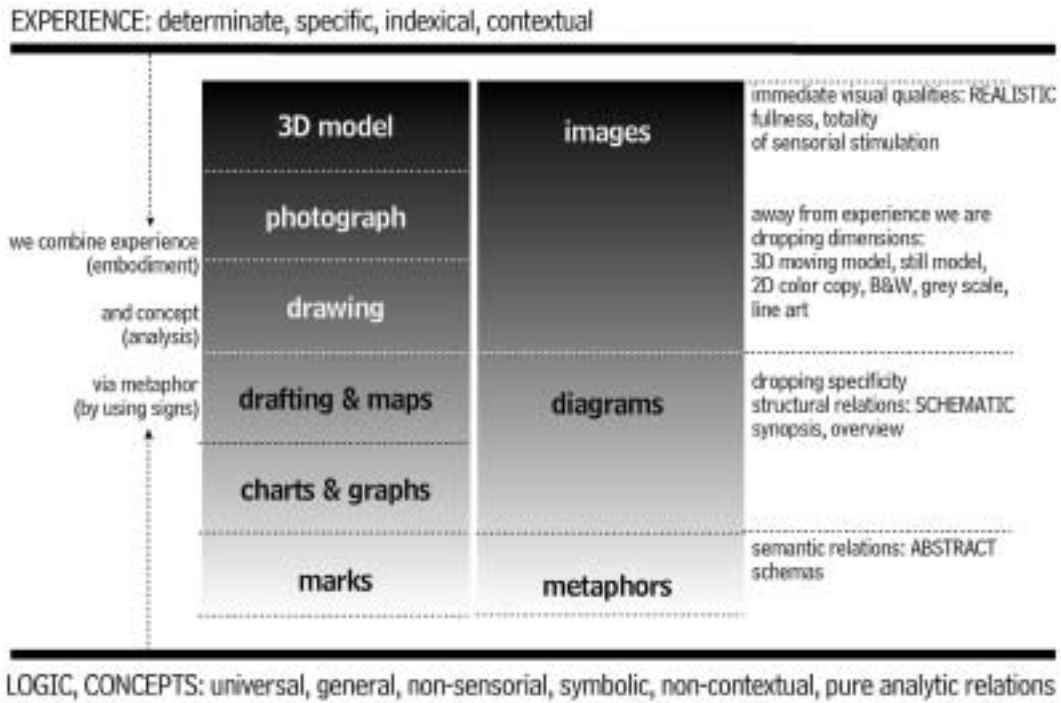 EXPERIENCE: determinate, specific, indexical, contextual
3D model
images
immediate visual qualities: REALISTIC
fullness, totality
of sensorial stimulation
photograph
we combine experience
(embodiment)
away from experience we are
dropping dimensions:
3D moving model, still model,
2D color copy, B&W, grey scale,
line art
drawing
and concept
(analysis)
via metaphor
(by using signs)
drafting & maps
diagrams
dropping specificity
structural relations: SCHEMATIC
synopsis, overview
charts & graphs
marks
metaphors
semantic relations: ABSTRACT
schemas
LOGIC, CONCEPTS: universal, general, non-sensorial, symbolic, non-contextual, pure analytic relations